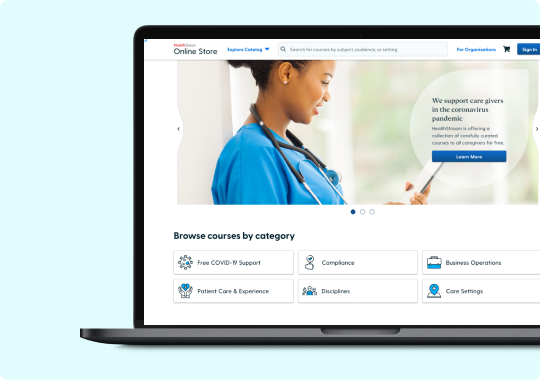 HealthStream
Online Store
Explore Catalog
Search for courses by subject, audience, or setting
For Organizations
Sign In
We support care givers
in the coronavirus
pandemic
HealthStream is offering a
collection of carefully curated
courses to all caregivers for free.
Learn More
Browse courses by category
Free COVID-19 Support
Compliance
Business Operations
Patient Care & Experience
Disciplines
Care Settings